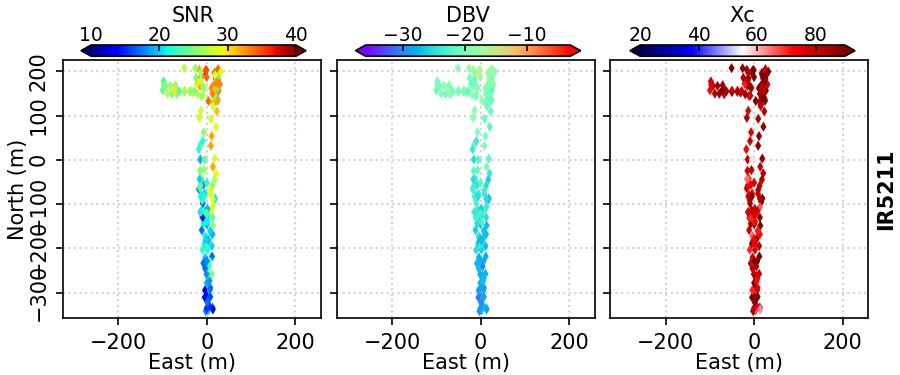 SNR DBV Xc
10 20 30 40 −30 −20 −10 20 40 60 80
North (m)
200
100
0
−100
−200
−300
IR5211
−200 0 200 −200 0 200 −200 0 200
East (m) East (m) East (m)